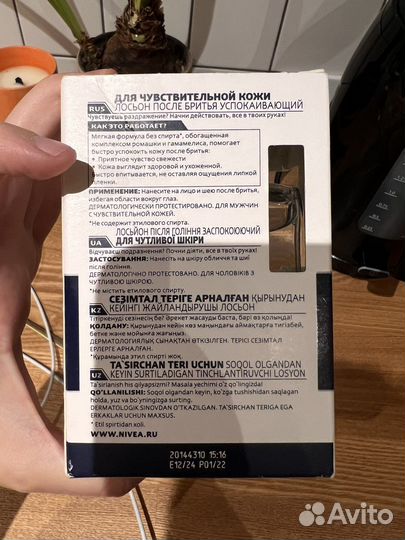 ДЛЯ ЧУВСТВИТЕЛЬНОЙ КОЖИ
RUS ЛОСЬОН ПОСЛЕ БРИТЬЯ УСПОКАИВАЮЩИЙ
Чувствуешь раздражение? Начни действовать, все в твоих руках!
КАК ЭТО РАБОТАЕТ?
Мягкая формула без спирта*, обогащенная
комплексом ромашки и гамамелиса, помогает
быстро успокоить кожу после бритья:
• Приятное чувство свежести
• Кожа выглядит здоровой и ухоженной.
Быстро впитывается, не оставляя ощущения липкой
пленки.
ПРИМЕНЕНИЕ: Нанесите на лицо и шею после бритья,
избегая области вокруг глаз.
ДЕРМАТОЛОГИЧЕСКИ ПРОТЕСТИРОВАНО. ДЛЯ МУЖЧИН
С ЧУВСТВИТЕЛЬНОЙ КОЖЕЙ.
*Не содержит этилового спирта.
ЛОСЬЙОН ПІСЛЯ ГОЛІННЯ ЗАСПОКОЮЮЧИЙ
UA ДЛЯ ЧУТЛИВОЇ ШКІРИ
Відчуваєш подразнення? Почни діяти, все в твоїх руках!
ЗАСТОСУВАННЯ: Нанесіть на шкіру обличчя та шиї
після гоління.
ДЕРМАТОЛОГІЧНО ПРОТЕСТОВАНО. ДЛЯ ЧОЛОВІКІВ З
ЧУТЛИВОЮ ШКІРОЮ.
*Не містить етилового спирту.
СЕЗІМТАЛ ТЕРІГЕ АРНАЛҒАН ҚЫРЫНУДАН
KZ КЕЙІНГІ ЖАЙЛАНДЫРУШЫ ЛОСЬОН
Тітіркенуді сезінесіз бе? Әрекет жасауды баста, бәрі өз қолыңда!
ҚОЛДАНУ: Қырынудан кейін көз маңындағы аймақтарға тигізбей,
бетке және мойынға жағыңыз.
ДЕРМАТОЛОГИЯЛЫҚ СЫНАҚТАН ӨТКІЗІЛГЕН. ТЕРІСІ СЕЗІМТАЛ
ЕРЛЕРГЕ АРНАЛҒАН.
*Құрамында этил спирті жоқ.
TA'SIRCHAN TERI UCHUN SOQOL OLGANDAN
UZ KEYIN SURTILADIGAN TINCHLANTIRUVCHI LOSYON
Ta'sirlanish his qilyapsizmi? Masala yechimi o'z qo'lingizda!
QO'LLANILISHI: Soqol olgandan keyin, ko'zga tushishidan saqlagan
holda, yuz va bo'yningizga surting.
DERMATOLOGIK SINOVDAN O'TKAZILGAN. TA'SIRCHAN TERIGA EGA
ERKAKLAR UCHUN MAXSUS.
* Etil spirtidan xoli.
WWW.NIVEA.RU
20144310 15:16
E12/24 P01/22
Avito